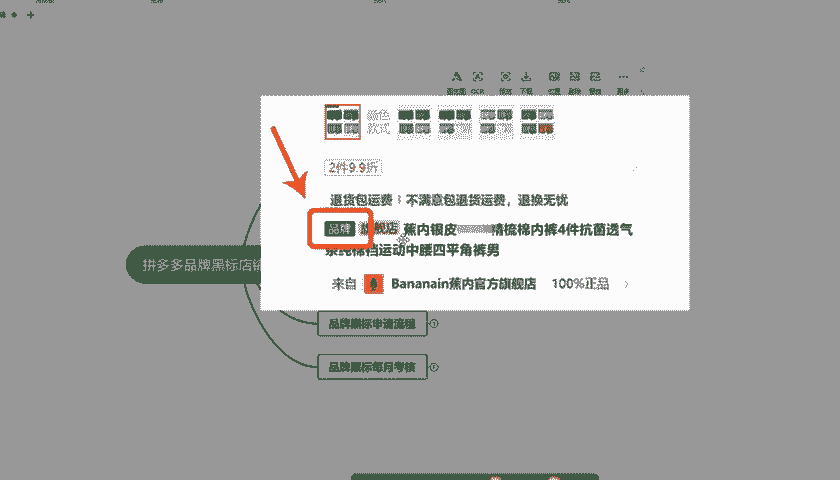 颜色
款式
2件9.9折
退货包运费 | 不满意包退货运费，退换无忧
品牌 旗舰店 蕉内银皮 精梳棉内裤4件抗菌透气
纯棉裆运动中腰四平角裤男
来自 Bananain蕉内官方旗舰店 100%正品
拼多多品牌黑标店
品牌黑标申请流程
品牌黑标每月考核